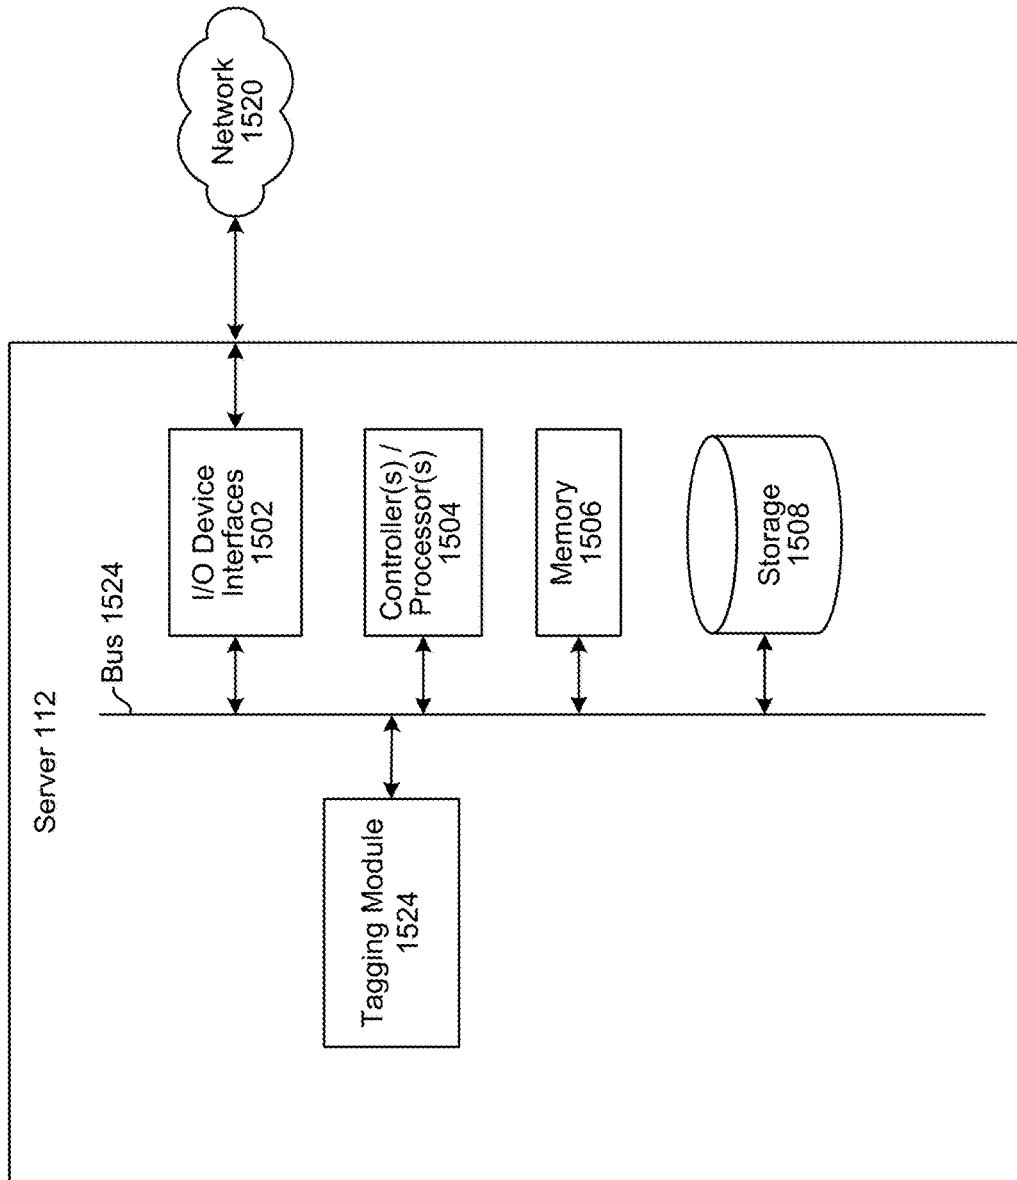 Server 112
Bus 1524
Tagging Module
1524
I/O Device
Interfaces
1502
Controller(s) /
Processor(s)
1504
Memory
1506
Storage
1508
Network
1520